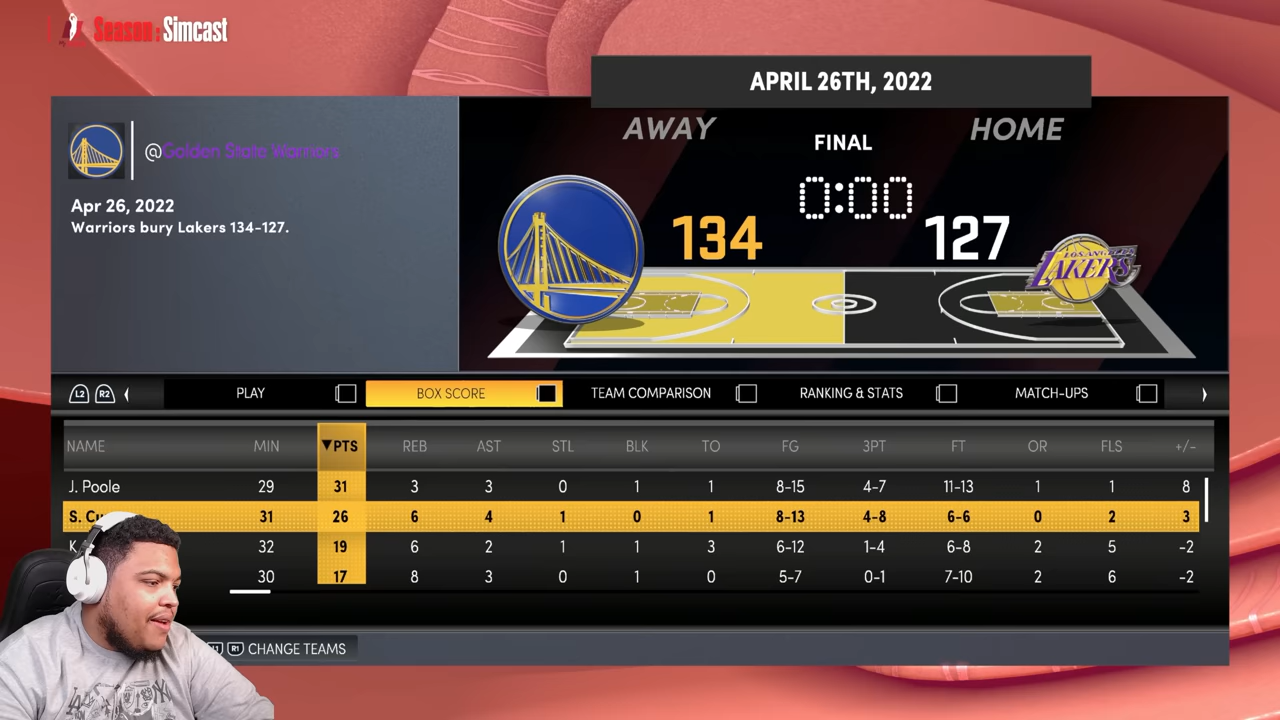 Season: Simcast
APRIL 26TH, 2022
@Golden State Warriors
Apr 26, 2022
Warriors bury Lakers 134-127.
AWAY
FINAL
HOME
134
0:00
127
LOS ANGELES
LAKERS
L2 R2 PLAY BOX SCORE TEAM COMPARISON RANKING & STATS MATCH-UPS
NAME MIN ▼PTS REB AST STL BLK TO FG 3PT FT OR FLS +/-
J. Poole 29 31 3 3 0 1 1 8-15 4-7 11-13 1 1 8
S. 31 26 6 4 1 0 1 8-13 4-8 6-6 0 2 3
K 32 19 6 2 1 1 3 6-12 1-4 6-8 2 5 -2
30 17 8 3 0 1 0 5-7 0-1 7-10 2 6 -2
R1 CHANGE TEAMS